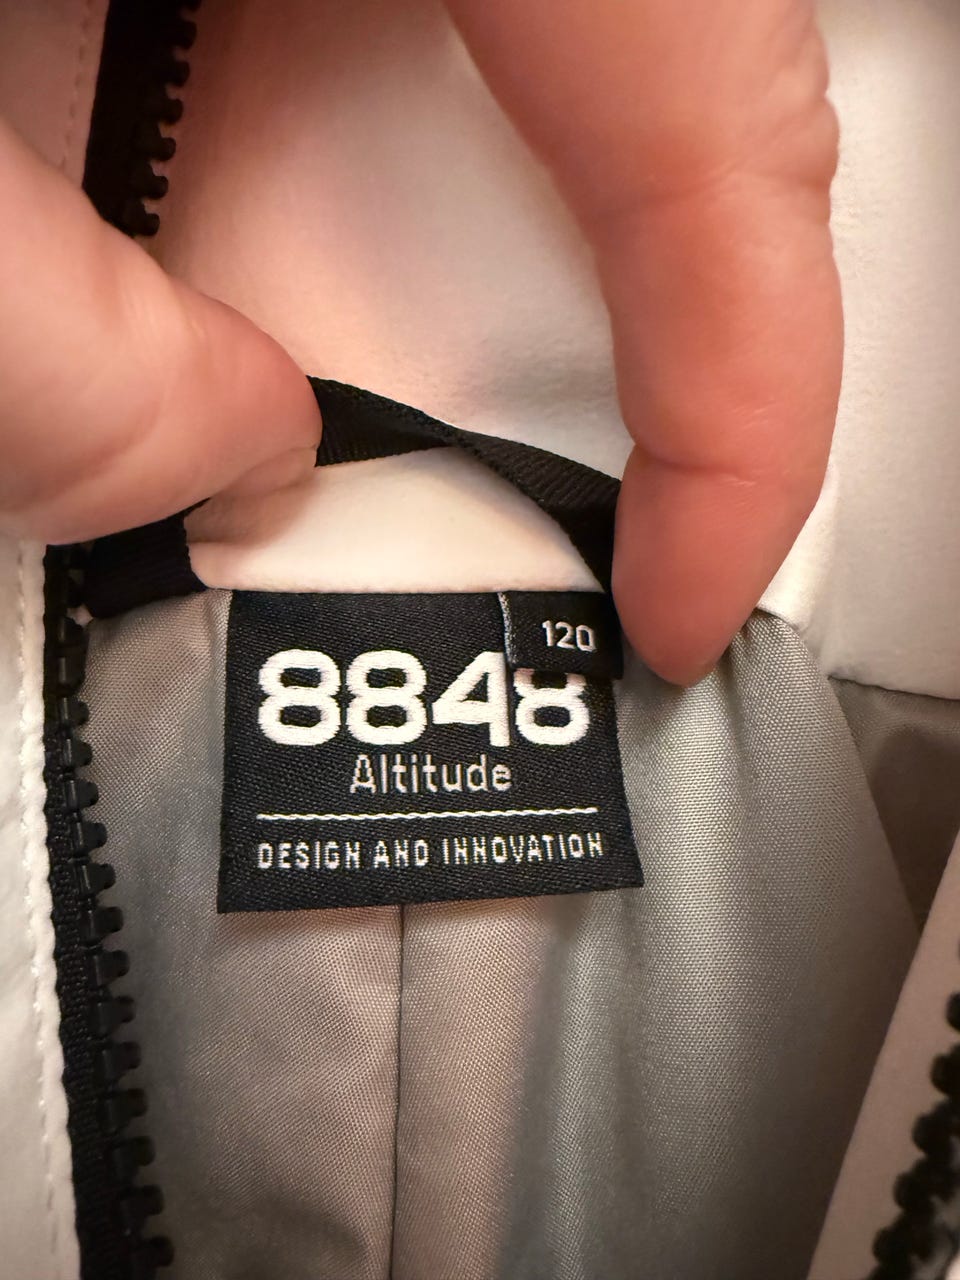 120
8848
Altitude
DESIGN AND INNOVATION